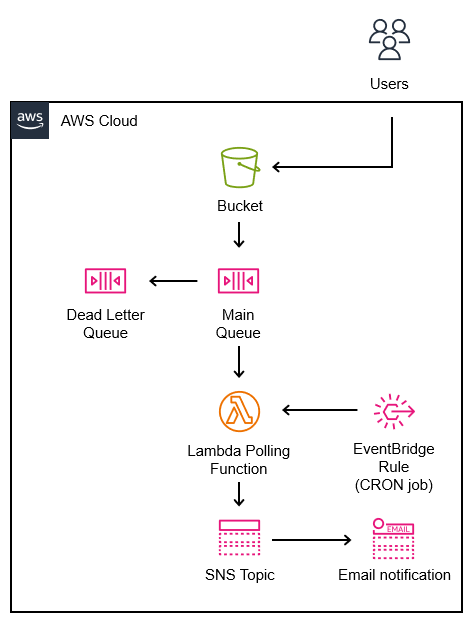 Users
aws
AWS Cloud
Bucket
Dead Letter
Queue
Main
Queue
Lambda Polling
Function
EventBridge
Rule
(CRON job)
EMAIL
SNS Topic
Email notification